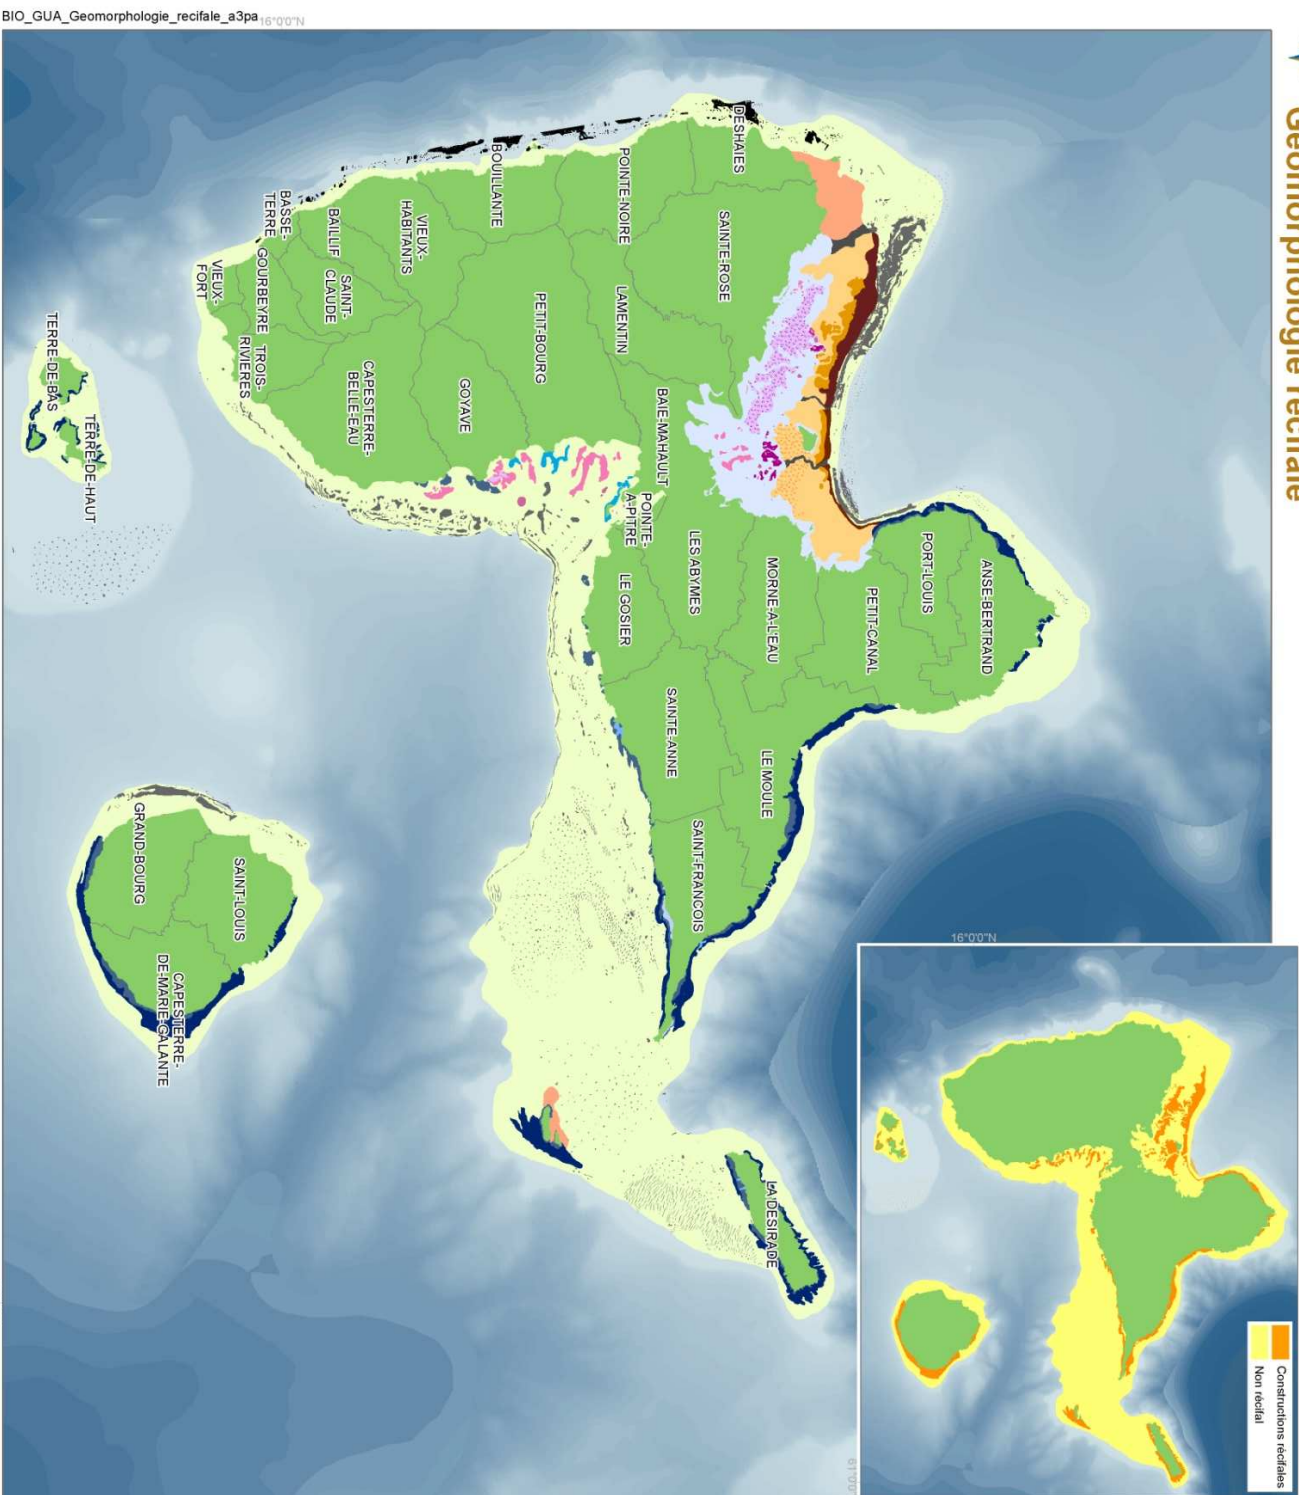 BIO_GUA_Geomorphologie_recifale_a3pa
16°0'0"N
Géomorphologie récifale
ANSE-BERTRAND
PORT-LOUIS
PETIT-CANAL
MORNE-A-L'EAU
LE MOULE
LES ABYMES
SAINTE-ANNE
SAINT-FRANCOIS
LE GOSIER
POINTE-
A-PITRE
BAIE-MAHAULT
DESHAIES
SAINTE-ROSE
POINTE-NOIRE
LAMENTIN
BOUILLANTE
PETIT-BOURG
VIEUX-
HABITANTS
GOYAVE
BAILLIF
SAINT-
CLAUDE
CAPESTERRE-
BELLE-EAU
BASSE-
TERRE
GOURBEYRE
TROIS-
RIVIERES
VIEUX-
FORT
TERRE-DE-BAS
TERRE-DE-HAUT
LA DESIRADE
SAINT-LOUIS
GRAND-BOURG
CAPESTERRE-
DE-MARIE-GALANTE
16°0'0"N
Constructions récifales
Non récifal